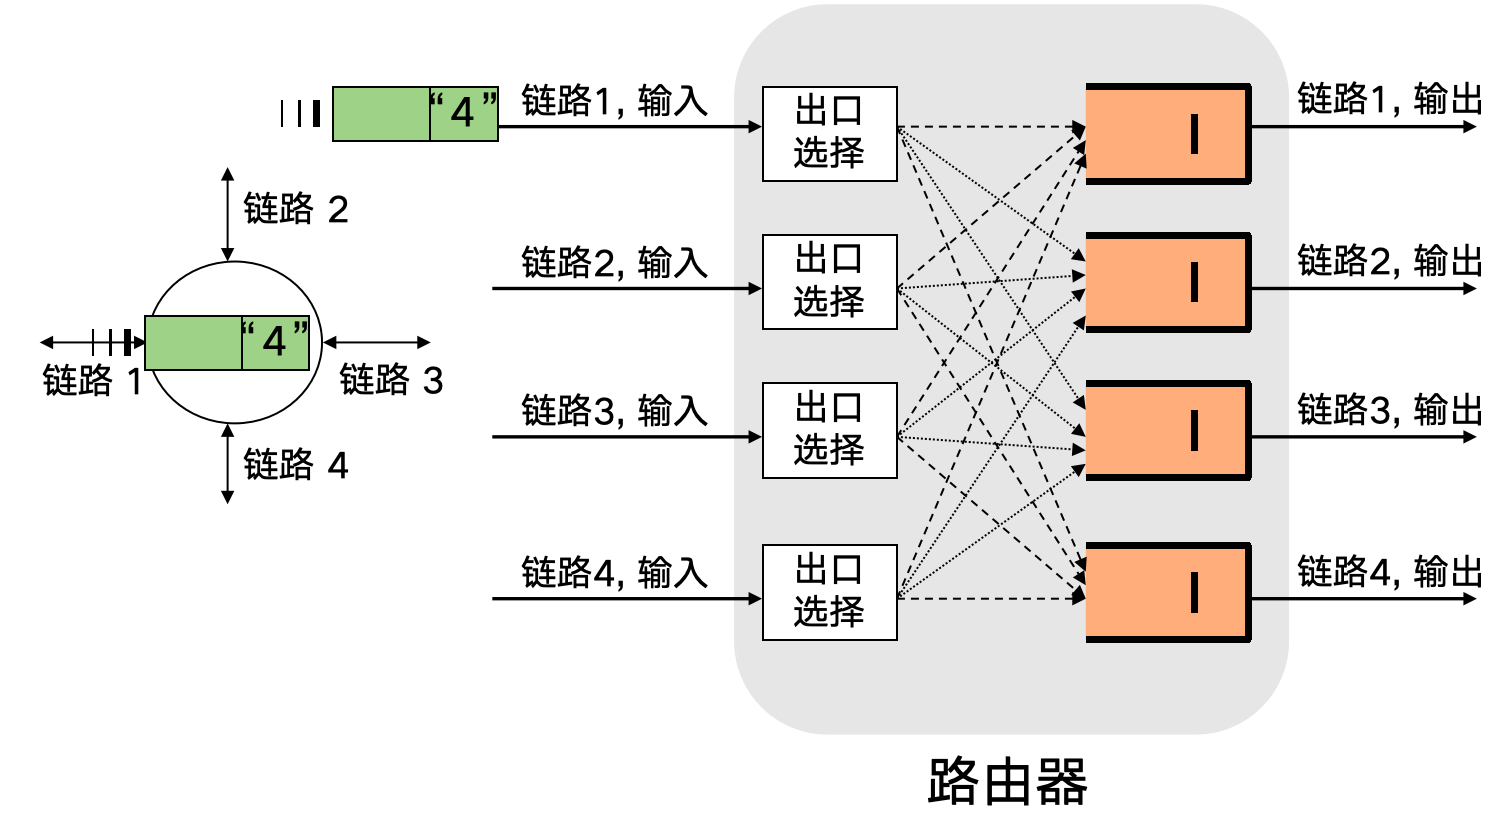 “4”
链路1, 输入
出口
选择
链路1, 输出
链路 2
链路2, 输入
出口
选择
链路2, 输出
“4”
链路 1
链路 3
链路3, 输入
出口
选择
链路3, 输出
链路 4
链路4, 输入
出口
选择
链路4, 输出
路由器